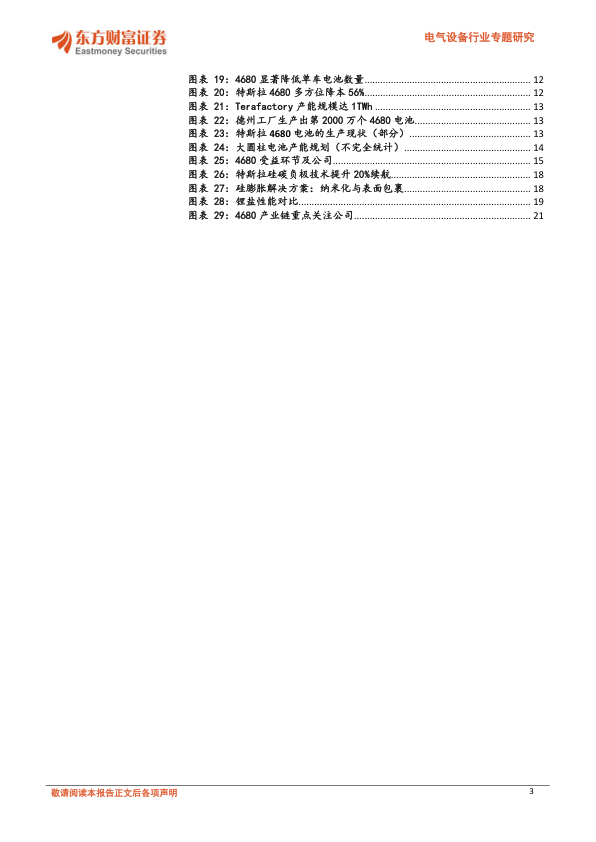 东方财富证券
Eastmoney Securities
电气设备行业专题研究
图表 19：4680 显著降低单车电池数量 12
图表 20：特斯拉 4680 多方位降本 56% 12
图表 21：Terafactory 产能规模达 1TWh 13
图表 22：德州工厂生产出第 2000 万个 4680 电池 13
图表 23：特斯拉 4680 电池的生产现状（部分） 13
图表 24：大圆柱电池产能规划（不完全统计） 14
图表 25：4680 受益环节及公司 15
图表 26：特斯拉硅碳负极技术提升 20%续航 18
图表 27：硅膨胀解决方案：纳米化与表面包裹 18
图表 28：锂盐性能对比 19
图表 29：4680 产业链重点关注公司 21
敬请阅读本报告正文后各项声明
3